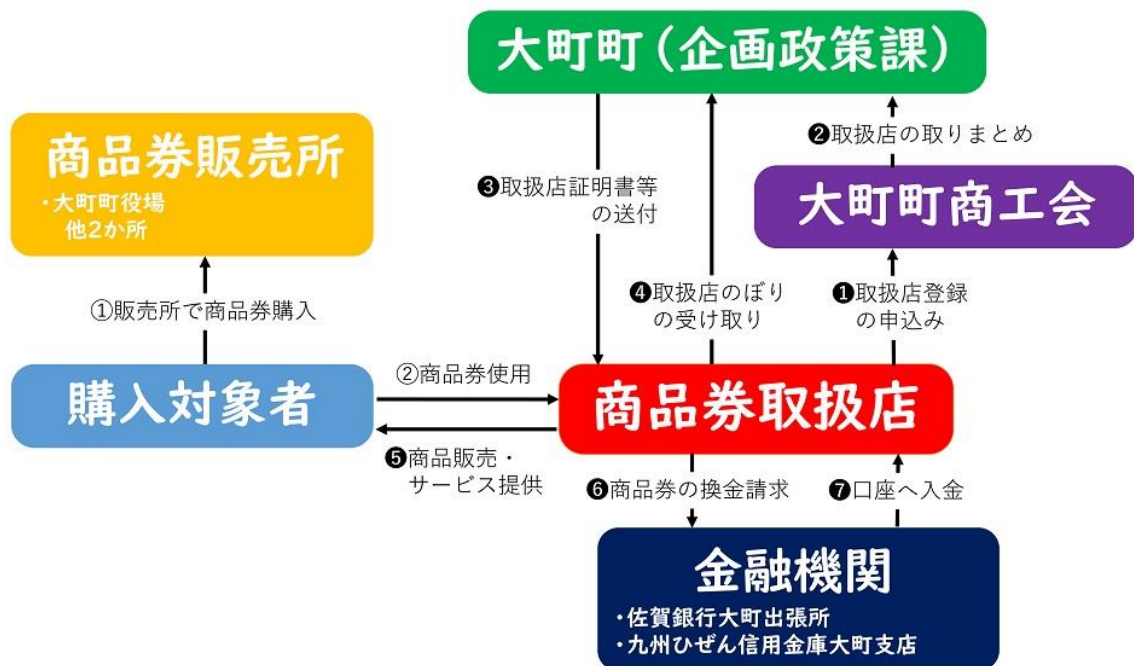 大町町（企画政策課）
商品券販売所
・大町町役場
他2か所
❷取扱店の取りまとめ
❸取扱店証明書等
の送付
大町町商工会
①販売所で商品券購入
❹取扱店のぼり
の受け取り
❶取扱店登録
の申込み
購入対象者
②商品券使用
商品券取扱店
❺商品販売・
サービス提供
❻商品券の換金請求
❼口座へ入金
金融機関
・佐賀銀行大町出張所
・九州ひぜん信用金庫大町支店